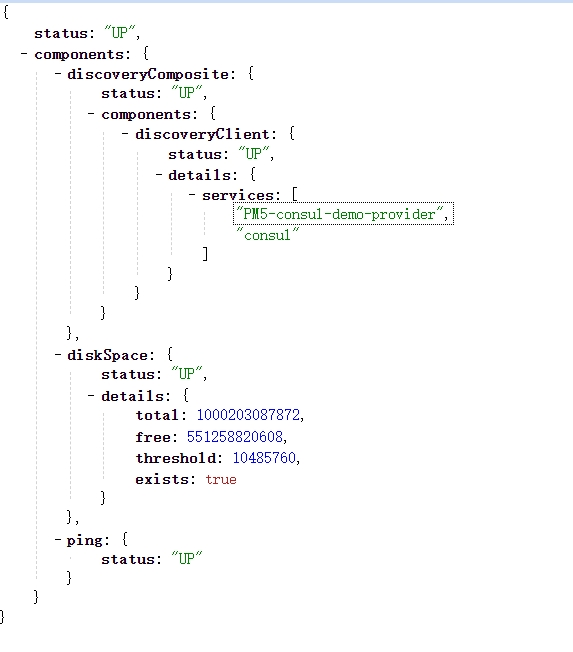 {
status: "UP",
- components: {
- discoveryComposite: {
status: "UP",
- components: {
- discoveryClient: {
status: "UP",
- details: {
- services: [
"PM5-consul-demo-provider",
"consul"
]
}
}
}
},
- diskSpace: {
status: "UP",
- details: {
total: 1000203087872,
free: 551258820608,
threshold: 10485760,
exists: true
}
},
- ping: {
status: "UP"
}
}
}